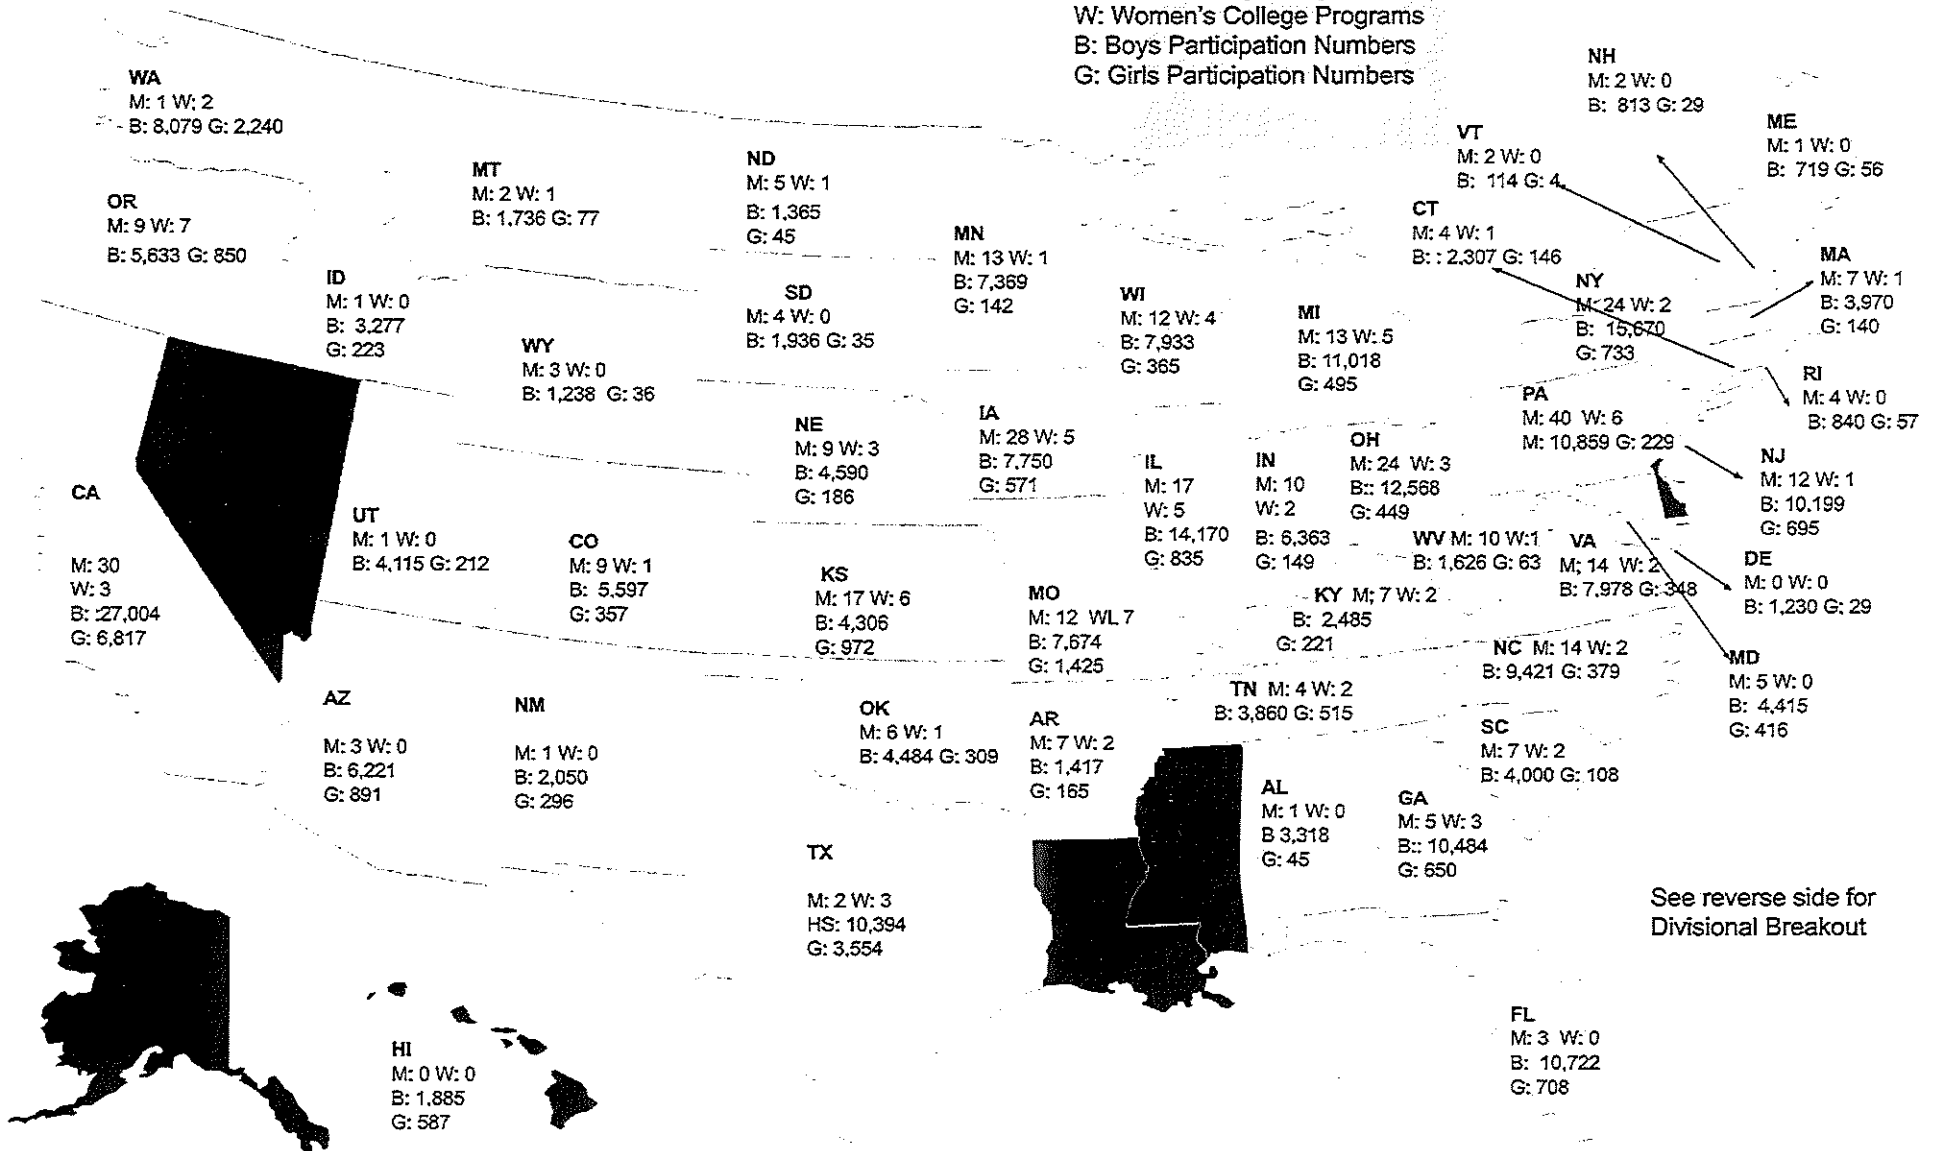 W: Women's College Programs
B: Boys Participation Numbers
G: Girls Participation Numbers
WA
M: 1 W: 2
B: 8,079 G: 2,240
OR
M: 9 W: 7
B: 5,633 G: 850
ID
M: 1 W: 0
B: 3,277
G: 223
MT
M: 2 W: 1
B: 1,736 G: 77
WY
M: 3 W: 0
B: 1,238 G: 36
ND
M: 5 W: 1
B: 1,365
G: 45
SD
M: 4 W: 0
B: 1,936 G: 35
MN
M: 13 W: 1
B: 7,369
G: 142
WI
M: 12 W: 4
B: 7,933
G: 365
MI
M: 13 W: 5
B: 11,018
G: 495
NH
M: 2 W: 0
B: 813 G: 29
VT
M: 2 W: 0
B: 114 G: 4
ME
M: 1 W: 0
B: 719 G: 56
CT
M: 4 W: 1
B: : 2,307 G: 146
NY
M: 24 W: 2
B: 15,670
G: 733
MA
M: 7 W: 1
B: 3,970
G: 140
RI
M: 4 W: 0
B: 840 G: 57
PA
M: 40 W: 6
M: 10,859 G: 229
NJ
M: 12 W: 1
B: 10,199
G: 695
DE
M: 0 W: 0
B: 1,230 G: 29
MD
M: 5 W: 0
B: 4,415
G: 416
CA
M: 30
W: 3
B: :27,004
G: 6,817
UT
M: 1 W: 0
B: 4,115 G: 212
CO
M: 9 W: 1
B: 5,597
G: 357
NE
M: 9 W: 3
B: 4,590
G: 186
IA
M: 28 W: 5
B: 7,750
G: 571
KS
M: 17 W: 6
B: 4,306
G: 972
MO
M: 12 WL 7
B: 7,674
G: 1,425
IL
M: 17
W: 5
B: 14,170
G: 835
IN
M: 10
W: 2
B: 6,363
G: 149
OH
M: 24 W: 3
B:: 12,568
G: 449
WV M: 10 W:1
B: 1,626 G: 63
VA
M; 14 W: 2
B: 7,978 G: 348
KY M; 7 W: 2
B: 2,485
G: 221
NC M: 14 W: 2
B: 9,421 G: 379
TN M: 4 W: 2
B: 3,860 G: 515
SC
M: 7 W: 2
B: 4,000 G: 108
AZ
M: 3 W: 0
B: 6,221
G: 891
NM
M: 1 W: 0
B: 2,050
G: 296
OK
M: 6 W: 1
B: 4,484 G: 309
AR
M: 7 W: 2
B: 1,417
G: 165
TX
M: 2 W: 3
HS: 10,394
G: 3,554
AL
M: 1 W: 0
B 3,318
G: 45
GA
M: 5 W: 3
B:: 10,484
G: 650
See reverse side for
Divisional Breakout
FL
M: 3 W: 0
B: 10,722
G: 708
HI
M: 0 W: 0
B: 1,885
G: 587